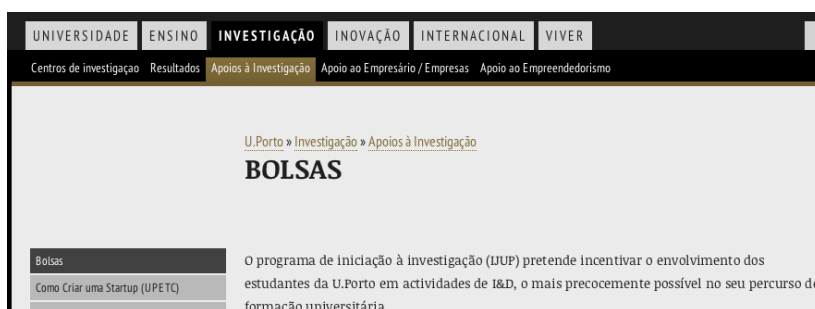 UNIVERSIDADE ENSINO INVESTIGAÇÃO INOVAÇÃO INTERNACIONAL VIVER
Centros de investigaçao Resultados Apoios à Investigação Apoio ao Empresário / Empresas Apoio ao Empreendedorismo
U.Porto » Investigação » Apoios à Investigação
BOLSAS
Bolsas
Como Criar uma Startup (UPETC)
O programa de iniciação à investigação (IJUP) pretende incentivar o envolvimento dos
estudantes da U.Porto em actividades de I&D, o mais precocemente possível no seu percurso de
formação universitária